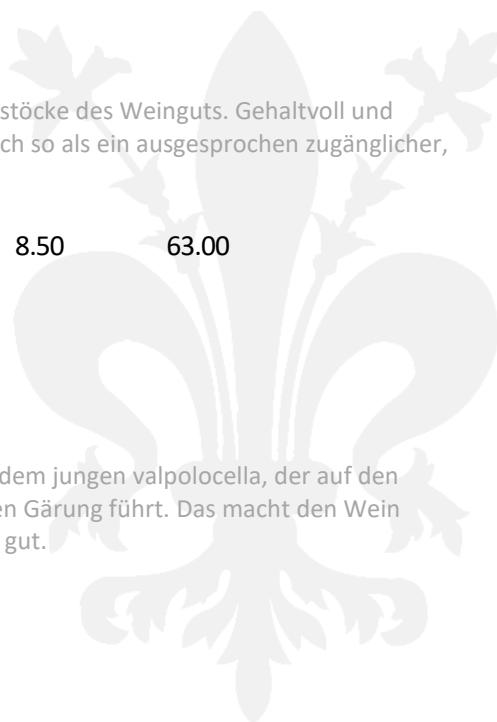 stöcke des Weinguts. Gehaltvoll und
ch so als ein ausgesprochen zugänglicher,
8.50 63.00
dem jungen valpolocella, der auf den
en Gärung führt. Das macht den Wein
gut.